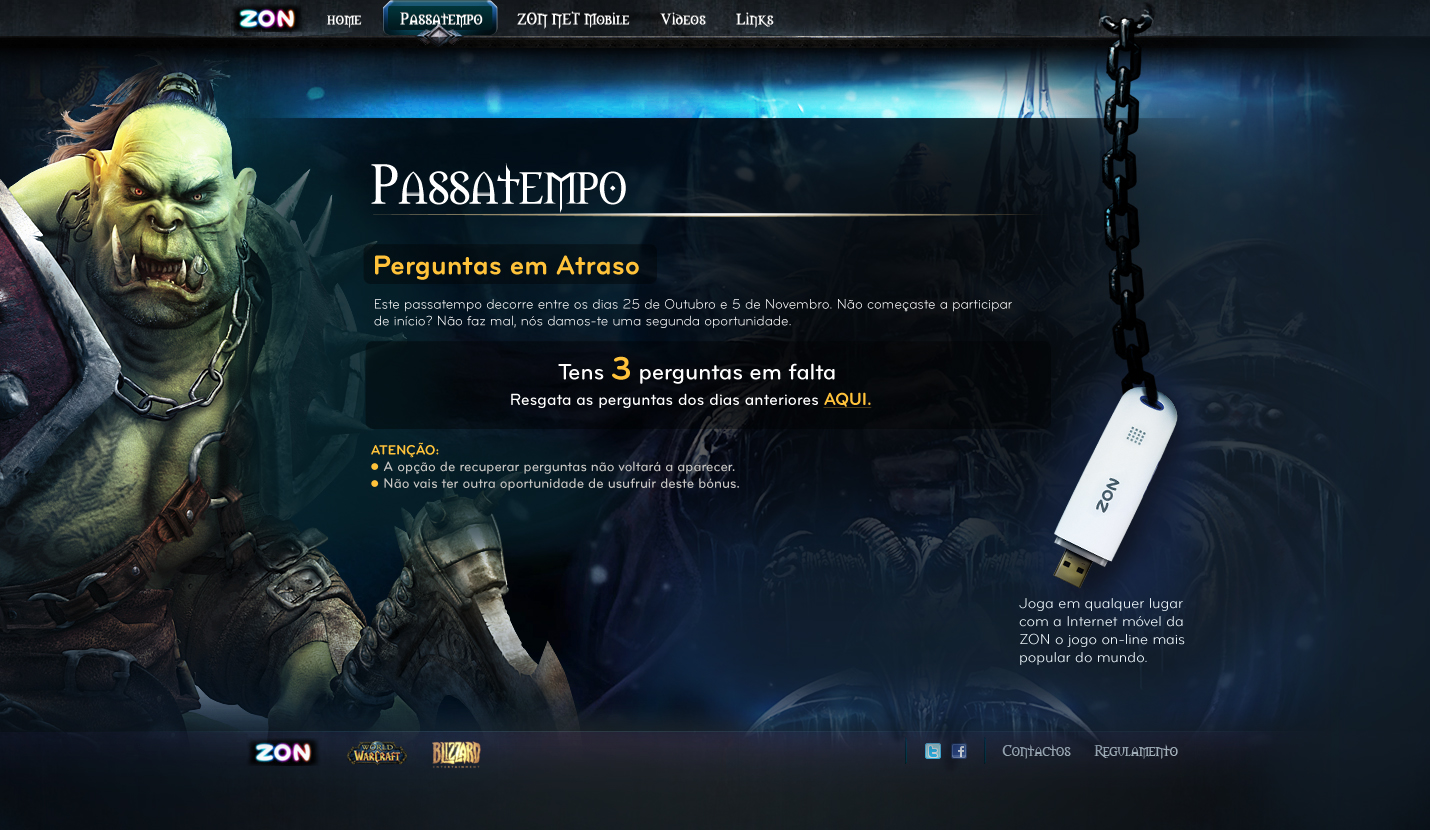 ZON
HOME
PASSATEMPO
ZON NET MOBILE
VIDEOS
LINKS
PASSATEMPO
Perguntas em Atraso
Este passatempo decorre entre os dias 25 de Outubro e 5 de Novembro. Não começaste a participar
de início? Não faz mal, nós damos-te uma segunda oportunidade.
Tens 3 perguntas em falta
Resgata as perguntas dos dias anteriores AQUI.
ATENÇÃO:
A opção de recuperar perguntas não voltará a aparecer.
Não vais ter outra oportunidade de usufruir deste bónus.
ZON
Joga em qualquer lugar
com a Internet móvel da
ZON o jogo on-line mais
popular do mundo.
ZON
WORLD
WARCRAFT
BLIZZARD
ENTERTAINMENT
CONTACTOS
REGULAMENTO